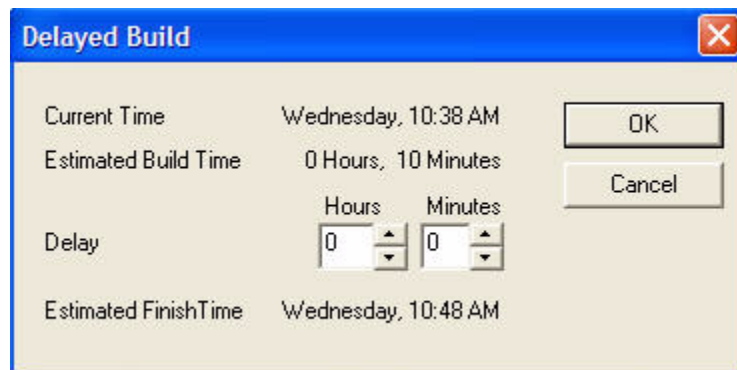 Delayed Build
Current Time Wednesday, 10:38 AM OK
Estimated Build Time 0 Hours, 10 Minutes
Cancel
Hours Minutes
Delay 0 0
Estimated FinishTime Wednesday, 10:48 AM